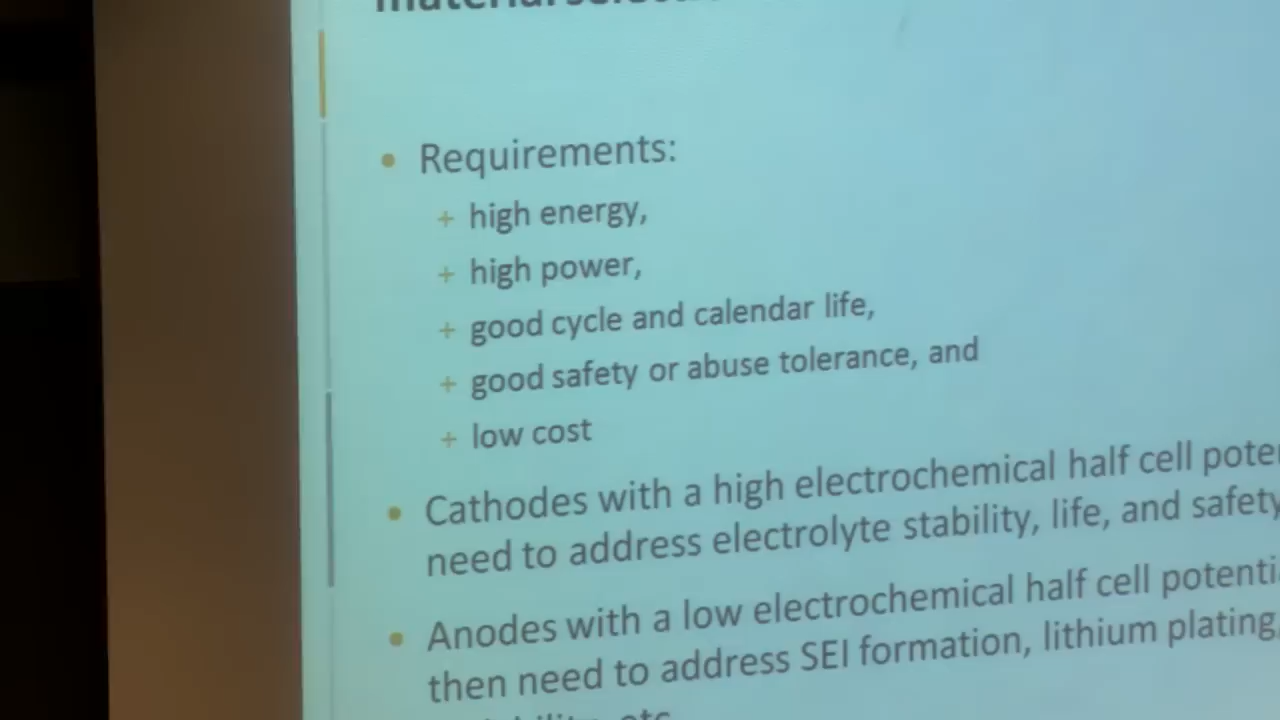 • Requirements:
+ high energy,
+ high power,
+ good cycle and calendar life,
+ good safety or abuse tolerance, and
+ low cost
• Cathodes with a high electrochemical half cell
need to address electrolyte stability, life, and safety
• Anodes with a low electrochemical half cell
then need to address SEI formation, lithium plating,
etc